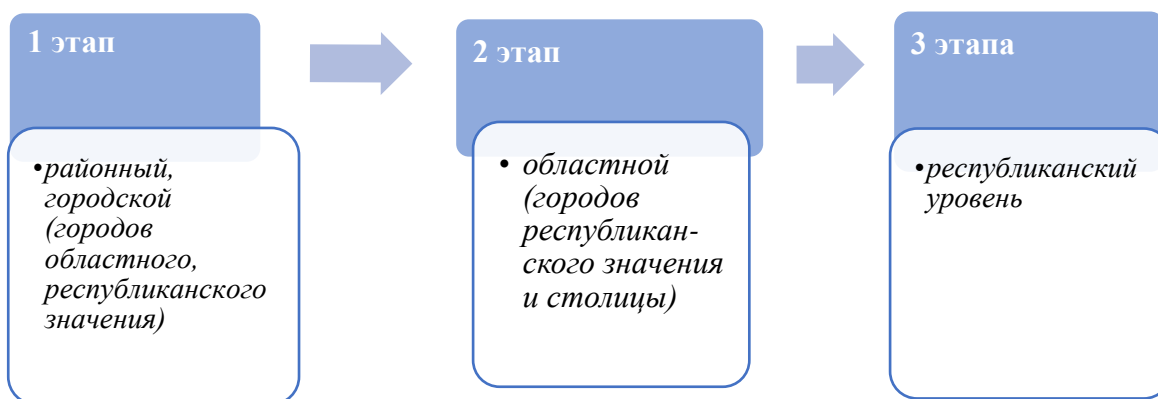 1 этап
•районный,
городской
(городов
областного,
республиканского
значения)
2 этап
• областной
(городов
республикан-
ского значения
и столицы)
3 этапа
•республиканский
уровень